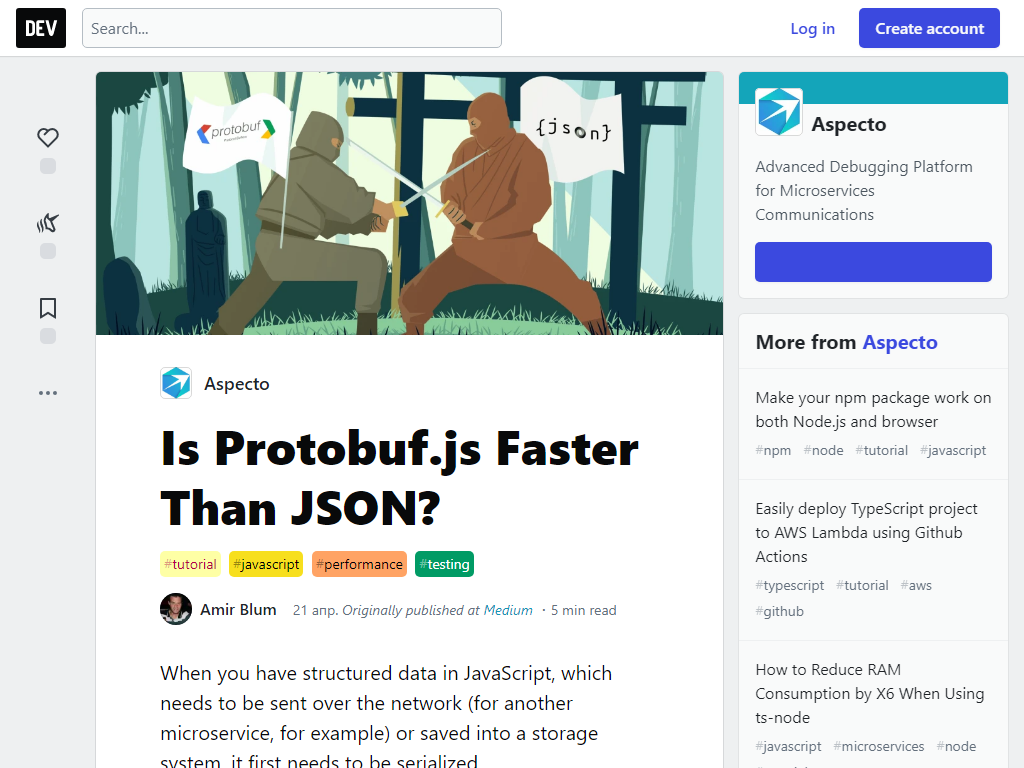 DEV
Search...
Log in
Create account
protobuf
{json}
Aspecto
Is Protobuf.js Faster
Than JSON?
#tutorial #javascript #performance #testing
Amir Blum 21 апр. Originally published at Medium ・5 min read
When you have structured data in JavaScript, which
needs to be sent over the network (for another
microservice, for example) or saved into a storage
system, it first needs to be serialized.
Aspecto
Advanced Debugging Platform
for Microservices
Communications
More from Aspecto
Make your npm package work on
both Node.js and browser
#npm #node #tutorial #javascript
Easily deploy TypeScript project
to AWS Lambda using Github
Actions
#typescript #tutorial #aws
#github
How to Reduce RAM
Consumption by X6 When Using
ts-node
#javascript #microservices #node